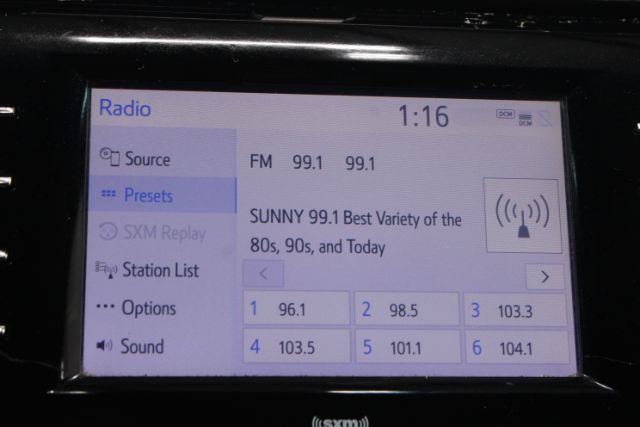 Radio
1:16
DCM
DCM
Source
FM 99.1 99.1
Presets
SXM Replay
SUNNY 99.1 Best Variety of the
80s, 90s, and Today
Station List
Options
Sound
1 96.1
2 98.5
3 103.3
4 103.5
5 101.1
6 104.1
sxm